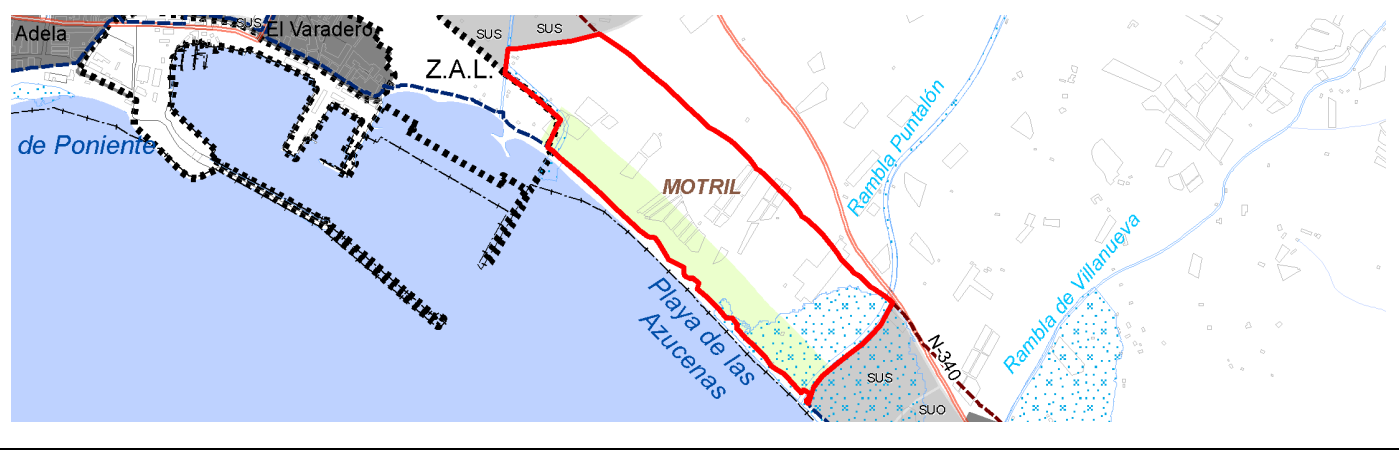 SUS
El Varadero
Adela
SUS
SUS
Z.A.L.
de Poniente
MOTRIL
Rambla Puntalón
Rambla de Villanueva
Playa de las
Azucenas
N-340
SUS
SUO